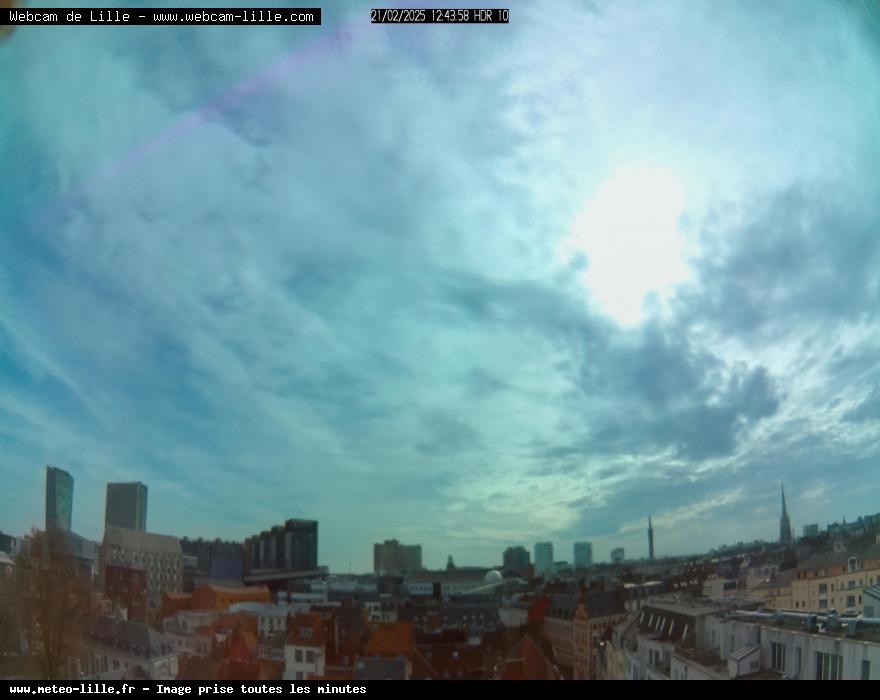 Webcam de Lille - www.webcam-lille.com
21/02/2025 12:43:58 HDR 10
www.meteo-lille.fr - Image prise toutes les minutes